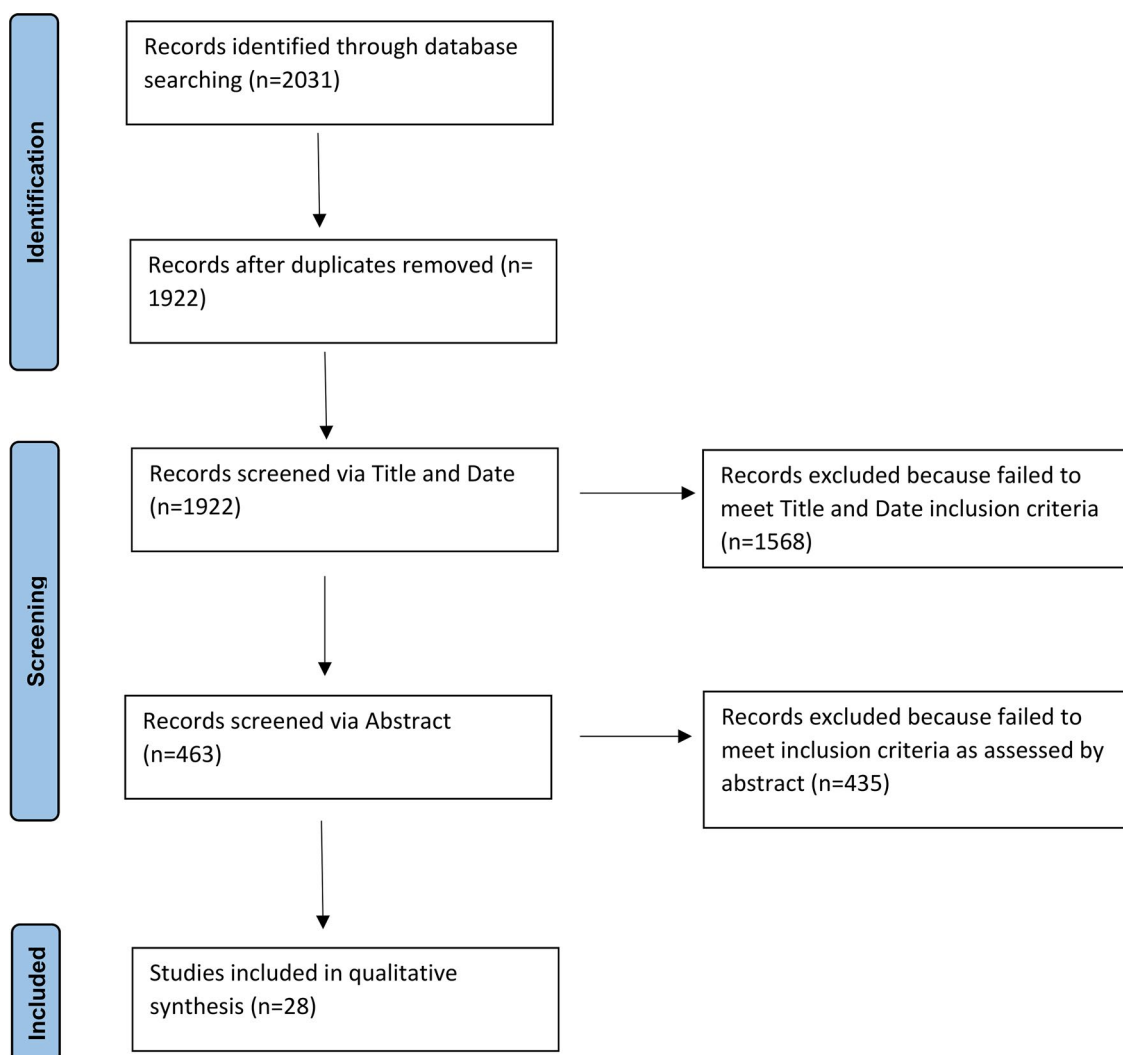 Identification
Records identified through database
searching (n=2031)
Records after duplicates removed (n=
1922)
Screening
Records screened via Title and Date
(n=1922)
Records excluded because failed to
meet Title and Date inclusion criteria
(n=1568)
Records screened via Abstract
(n=463)
Records excluded because failed to
meet inclusion criteria as assessed by
abstract (n=435)
Included
Studies included in qualitative
synthesis (n=28)